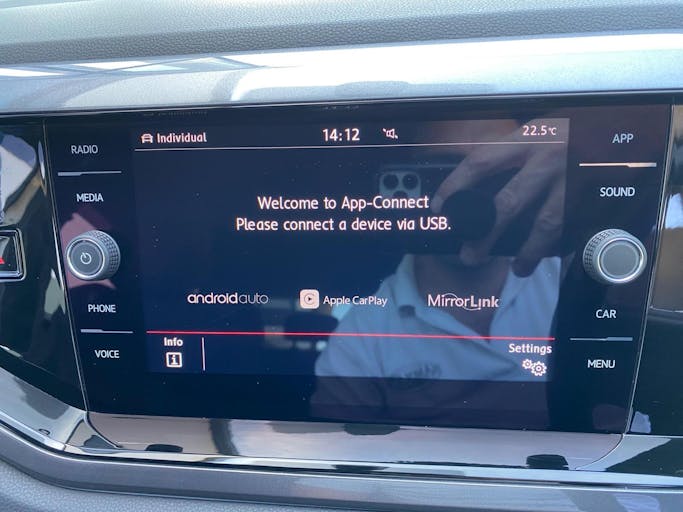 RADIO
MEDIA
PHONE
VOICE
Individual
14:12
22.5°C
Welcome to App-Connect
Please connect a device via USB.
androidauto
Apple CarPlay
MirrorLink
Info
i
Settings
APP
SOUND
CAR
MENU